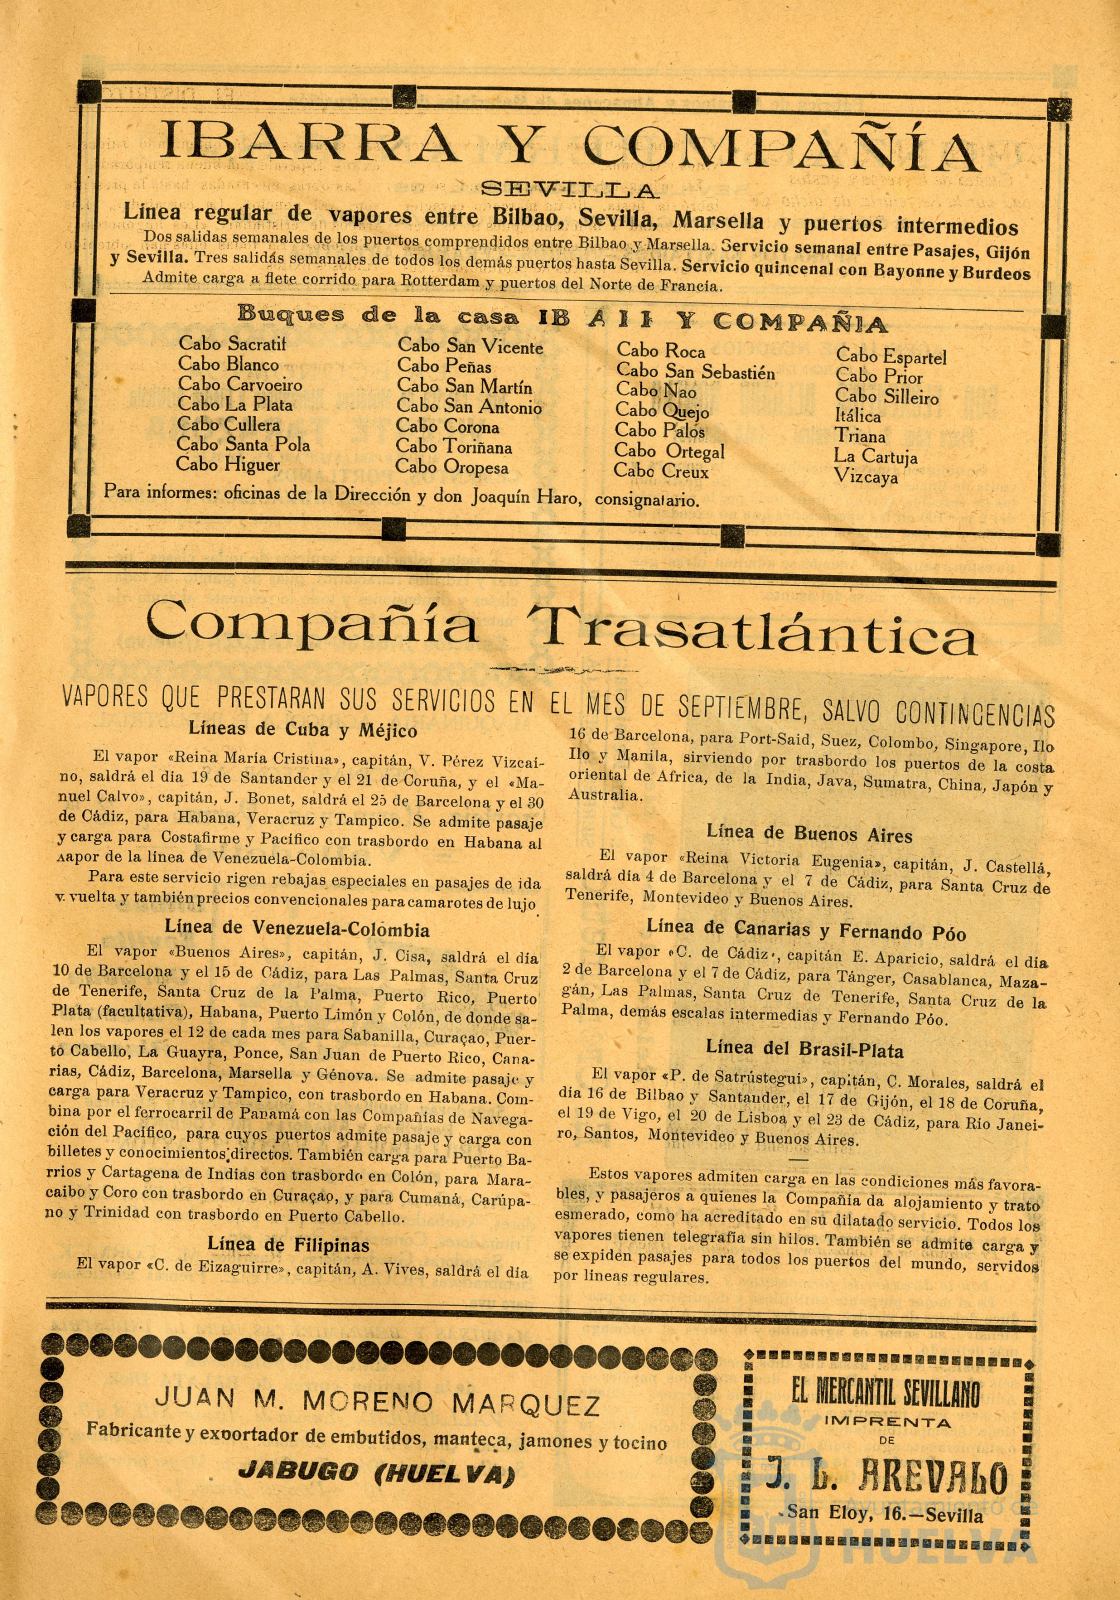 IBARRA Y COMPAÑÍA
SEVILLA
Línea regular de vapores entre Bilbao, Sevilla, Marsella y puertos intermedios
Dos salidas semanales de los puertos comprendidos entre Bilbao y Marsella. Servicio semanal entre Pasajes, Gijón
y Sevilla. Tres salidas semanales de todos los demás puertos hasta Sevilla. Servicio quincenal con Bayonne y Burdeos
Admite carga a flete corrido para Rotterdam y puertos del Norte de Francia.
Buques de la casa IB A I I Y COMPAÑIA
Cabo Sacratif
Cabo Blanco
Cabo Carvoeiro
Cabo La Plata
Cabo Cullera
Cabo Santa Pola
Cabo Higuer
Cabo San Vicente
Cabo Peñas
Cabo San Martín
Cabo San Antonio
Cabo Corona
Cabo Toriñana
Cabo Oropesa
Cabo Roca
Cabo San Sebastién
Cabo Nao
Cabo Quejo
Cabo Palos
Cabo Ortegal
Cabo Creux
Cabo Espartel
Cabo Prior
Cabo Silleiro
Itálica
Triana
La Cartuja
Vizcaya
Para informes: oficinas de la Dirección y don Joaquín Haro, consignatario.
Compañía Trasatlántica
VAPORES QUE PRESTARAN SUS SERVICIOS EN EL MES DE SEPTIEMBRE, SALVO CONTINGENCIAS
Líneas de Cuba y Méjico
El vapor «Reina María Cristina», capitán, V. Pérez Vizcaí-
no, saldrá el día 19 de Santander y el 21 de Coruña, y el «Ma-
nuel Calvo», capitán, J. Bonet, saldrá el 25 de Barcelona y el 30
de Cádiz, para Habana, Veracruz y Tampico. Se admite pasaje
y carga para Costafirme y Pacífico con trasbordo en Habana al
vapor de la línea de Venezuela-Colombia.
Para este servicio rigen rebajas especiales en pasajes de ida
y vuelta y también precios convencionales para camarotes de lujo
Línea de Venezuela-Colombia
El vapor «Buenos Aires», capitán, J. Cisa, saldrá el día
10 de Barcelona y el 15 de Cádiz, para Las Palmas, Santa Cruz
de Tenerife, Santa Cruz de la Palma, Puerto Rico, Puerto
Plata (facultativa), Habana, Puerto Limón y Colón, de donde sa-
len los vapores el 12 de cada mes para Sabanilla, Curaçao, Puer-
to Cabello, La Guayra, Ponce, San Juan de Puerto Rico, Cana-
rias, Cádiz, Barcelona, Marsella y Génova. Se admite pasaje y
carga para Veracruz y Tampico, con trasbordo en Habana. Com-
bina por el ferrocarril de Panamá con las Compañías de Navega-
ción del Pacífico, para cuyos puertos admite pasaje y carga con
billetes y conocimientos directos. También carga para Puerto Ba-
rrios y Cartagena de Indias con trasbordo en Colón, para Mara-
caibo y Coro con trasbordo en Curaçao, y para Cumaná, Carúpa-
no y Trinidad con trasbordo en Puerto Cabello.
Línea de Filipinas
El vapor «C. de Eizaguirre», capitán, A. Vives, saldrá el día
16 de Barcelona, para Port-Said, Suez, Colombo, Singapore, Ilo
Ilo y Manila, sirviendo por trasbordo los puertos de la costa
oriental de Africa, de la India, Java, Sumatra, China, Japón y
Australia.
Línea de Buenos Aires
El vapor «Reina Victoria Eugenia», capitán, J. Castellá,
saldrá día 4 de Barcelona y el 7 de Cádiz, para Santa Cruz de
Tenerife, Montevideo y Buenos Aires.
Línea de Canarias y Fernando Póo
El vapor «C. de Cádiz», capitán E. Aparicio, saldrá el día
2 de Barcelona y el 7 de Cádiz, para Tánger, Casablanca, Maza-
gán, Las Palmas, Santa Cruz de Tenerife, Santa Cruz de la
Palma, demás escalas intermedias y Fernando Póo.
Línea del Brasil-Plata
El vapor «P. de Satrústegui», capitán, C. Morales, saldrá el
día 16 de Bilbao y Santander, el 17 de Gijón, el 18 de Coruña,
el 19 de Vigo, el 20 de Lisboa y el 23 de Cádiz, para Río Janei-
ro, Santos, Montevideo y Buenos Aires.
Estos vapores admiten carga en las condiciones más favora-
bles, y pasajeros a quienes la Compañía da alojamiento y trato
esmerado, como ha acreditado en su dilatado servicio. Todos los
vapores tienen telegrafía sin hilos. También se admite carga y
se expiden pasajes para todos los puertos del mundo, servidos
por líneas regulares.
JUAN M. MORENO MARQUEZ
Fabricante y exportador de embutidos, manteca, jamones y tocino
JABUGO (HUELVA)
EL MERCANTIL SEVILLANO
IMPRENTA
DE
J. L. AREVALO
San Eloy, 16.—Sevilla
Ayuntamiento de
HUELVA